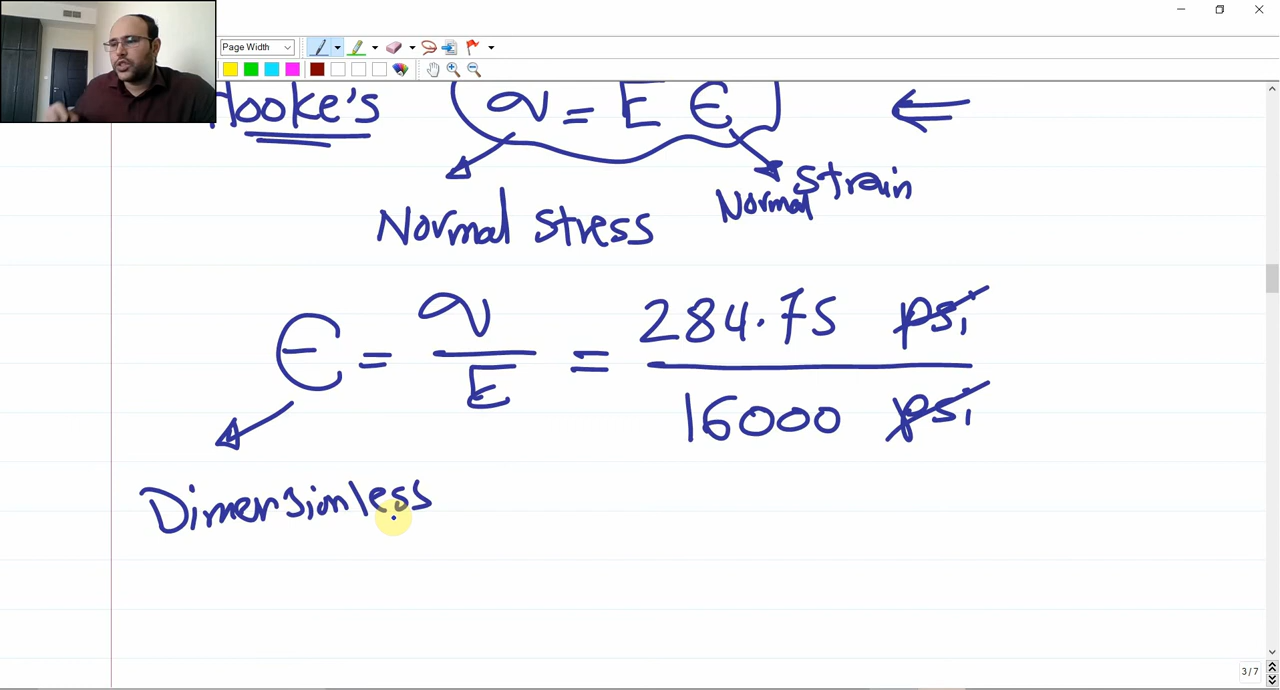 Page Width
Hooke's σ = E ϵ
Strain
Normal
Normal stress
ϵ = σ / E = 284.75 psi / 16000 psi
Dimensionless
3 / 7